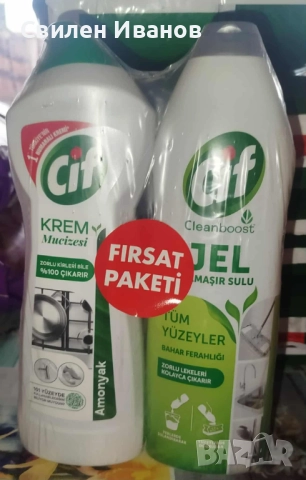 Свилен Иванов
Cif
KREM
Mucizesi
ZORLU KİRLERİ BİLE
%100 ÇIKARIR
Amonyak
FIRSAT
PAKETİ
Cif
Cleanboost
JEL
MAŞIR SULU
TÜM
YÜZEYLER
BAHAR FERAHLIĞI
ZORLU LEKELERİ
KOLAYCA ÇIKARIR
BAZAR